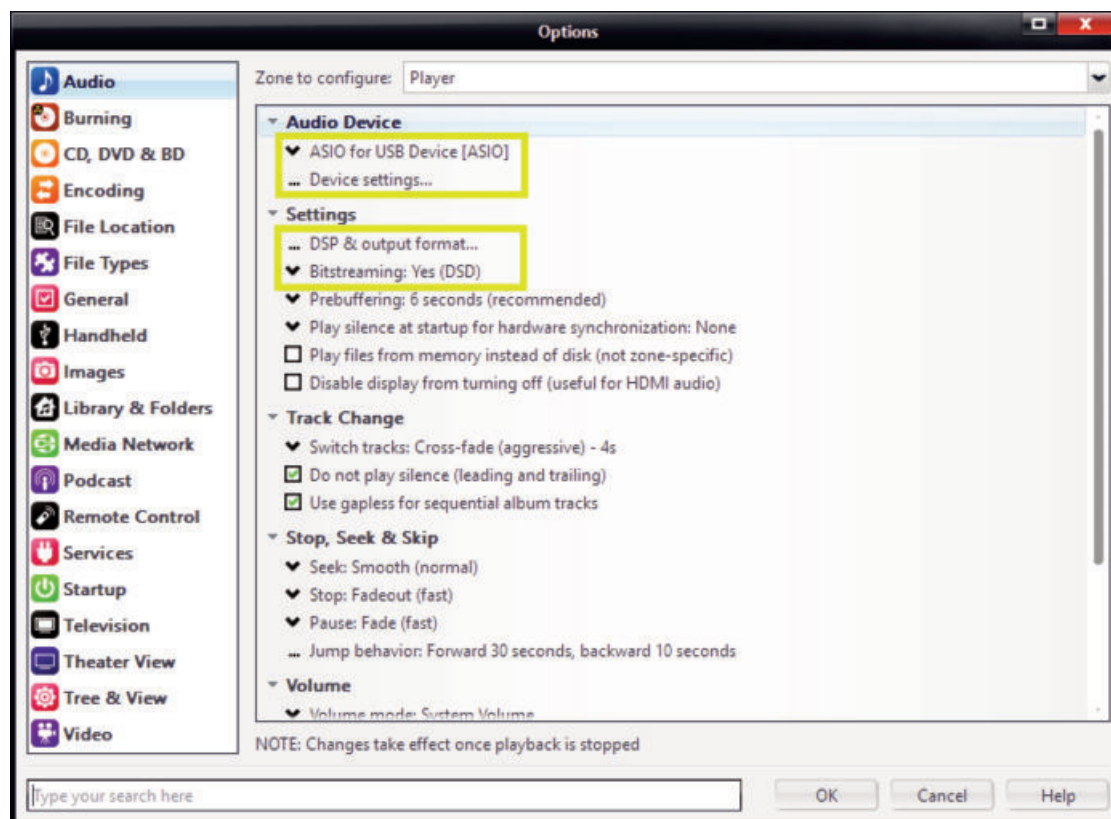 Options
Audio
Burning
CD, DVD & BD
Encoding
File Location
File Types
General
Handheld
Images
Library & Folders
Media Network
Podcast
Remote Control
Services
Startup
Television
Theater View
Tree & View
Video
Zone to configure: Player
Audio Device
ASIO for USB Device [ASIO]
... Device settings...
Settings
... DSP & output format...
Bitstreaming: Yes (DSD)
Prebuffering: 6 seconds (recommended)
Play silence at startup for hardware synchronization: None
Play files from memory instead of disk (not zone-specific)
Disable display from turning off (useful for HDMI audio)
Track Change
Switch tracks: Cross-fade (aggressive) - 4s
Do not play silence (leading and trailing)
Use gapless for sequential album tracks
Stop, Seek & Skip
Seek: Smooth (normal)
Stop: Fadeout (fast)
Pause: Fade (fast)
... Jump behavior: Forward 30 seconds, backward 10 seconds
Volume
Volume mode: System Volume
NOTE: Changes take effect once playback is stopped
Type your search here
OK Cancel Help